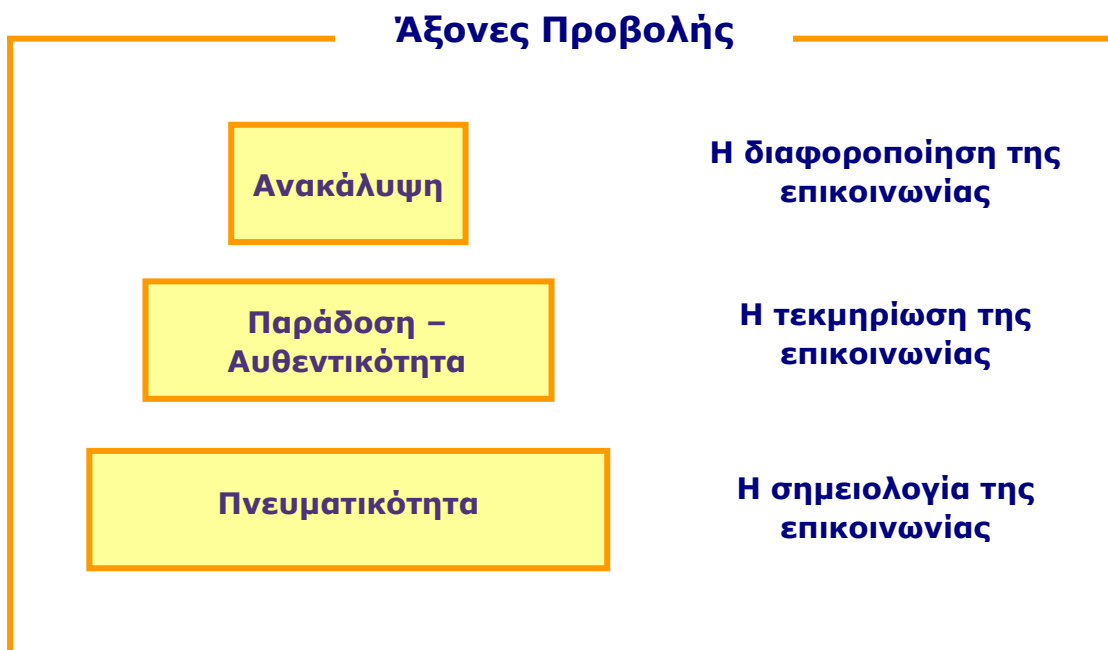 Άξονες Προβολής
Ανακάλυψη
Η διαφοροποίηση της
επικοινωνίας
Παράδοση –
Αυθεντικότητα
Η τεκμηρίωση της
επικοινωνίας
Πνευματικότητα
Η σημειολογία της
επικοινωνίας